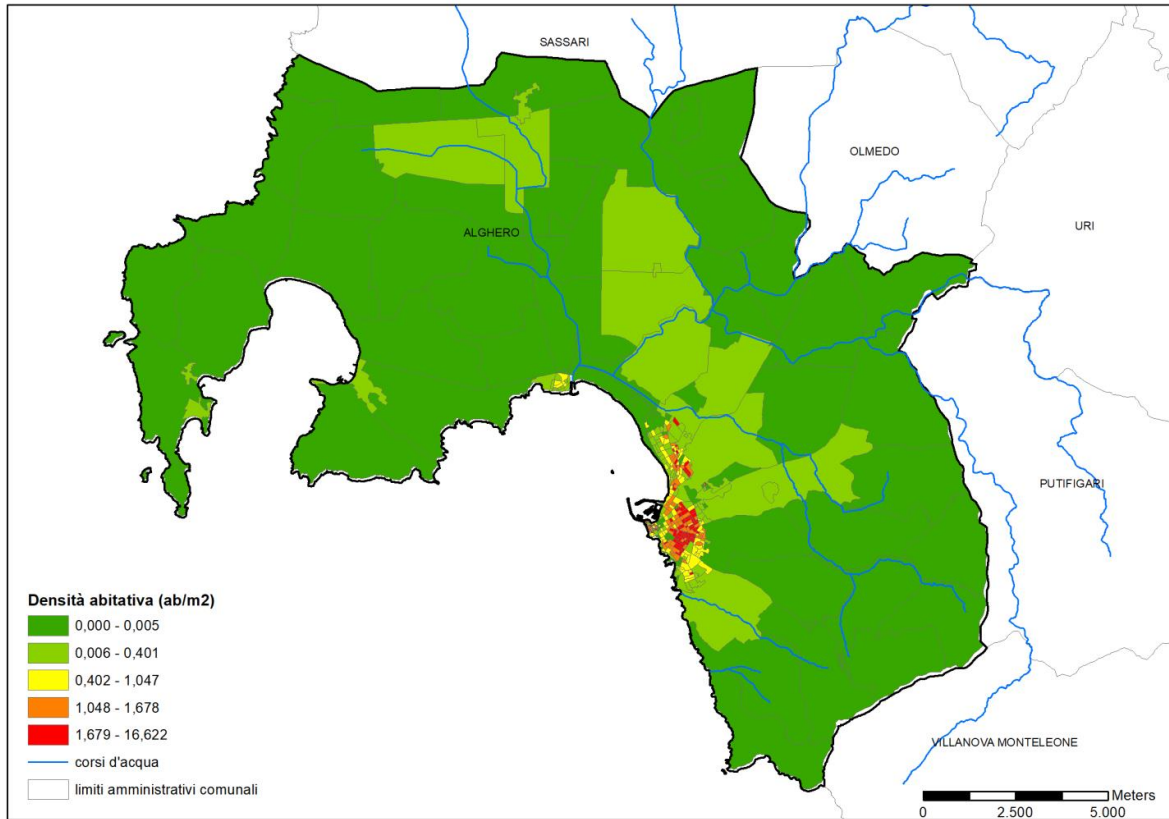 SASSARI
OLMEDO
URI
ALGHERO
PUTIFIGARI
VILLANOVA MONTELEONE
Densità abitativa (ab/m2)
0,000 - 0,005
0,006 - 0,401
0,402 - 1,047
1,048 - 1,678
1,679 - 16,622
corsi d'acqua
limiti amministrativi comunali
Meters
0 2.500 5.000